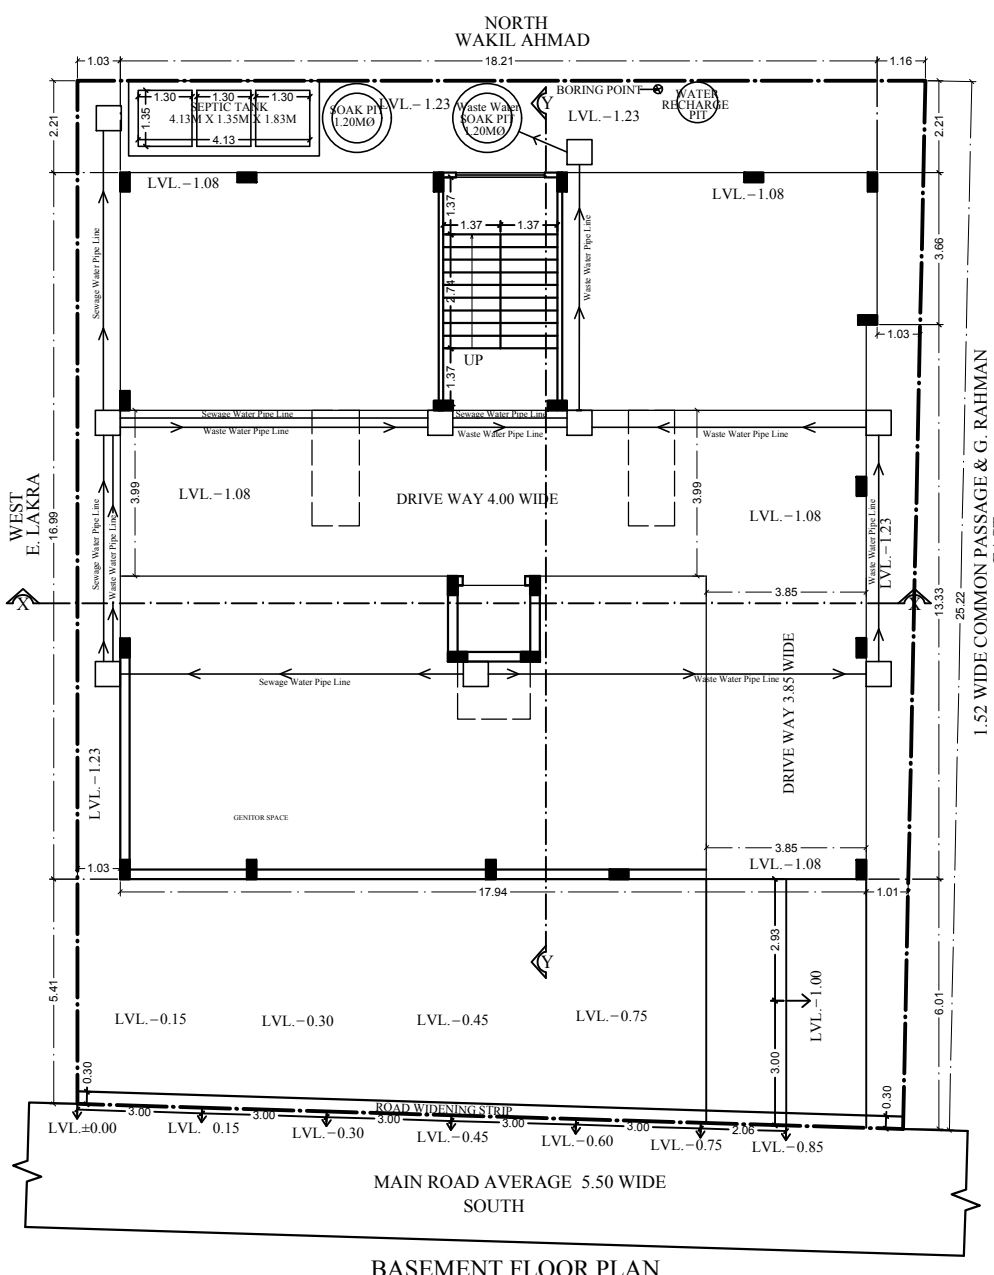 NORTH
WAKIL AHMAD
1.03
18.21
1.16
1.30
1.30
1.30
SEPTIC TANK
4.13M X 1.35M X 1.83M
1.35
4.13
SOAK PIT
1.20MØ
LVL.−1.23
Waste Water
SOAK PIT
1.20MØ
Y
BORING POINT
LVL.−1.23
WATER
RECHARGE
PIT
2.21
2.21
LVL.−1.08
LVL.−1.08
1.37
1.37
1.37
2.74
UP
1.37
Sewage Water Pipe Line
Waste Water Pipe Line
3.66
1.03
Sewage Water Pipe Line
Waste Water Pipe Line
Sewage Water Pipe Line
Waste Water Pipe Line
Waste Water Pipe Line
3.99
LVL.−1.08
DRIVE WAY 4.00 WIDE
3.99
LVL.−1.08
WEST
E. LAKRA
16.99
Sewage Water Pipe Line
Waste Water Pipe Line
Waste Water Pipe Line
LVL.−1.23
13.33
25.22
1.52 WIDE COMMON PASSAGE & G. RAHMAN
X
X
3.85
DRIVE WAY 3.85 WIDE
Sewage Water Pipe Line
Waste Water Pipe Line
LVL.−1.23
GENITOR SPACE
3.85
LVL.−1.08
1.03
17.94
1.01
2.93
Y
5.41
LVL.−0.15
LVL.−0.30
LVL.−0.45
LVL.−0.75
LVL.−1.00
6.01
3.00
0.30
0.30
ROAD WIDENING STRIP
3.00
3.00
3.00
3.00
3.00
2.06
LVL.±0.00
LVL. 0.15
LVL.−0.30
LVL.−0.45
LVL.−0.60
LVL.−0.75
LVL.−0.85
MAIN ROAD AVERAGE 5.50 WIDE
SOUTH
BASEMENT FLOOR PLAN